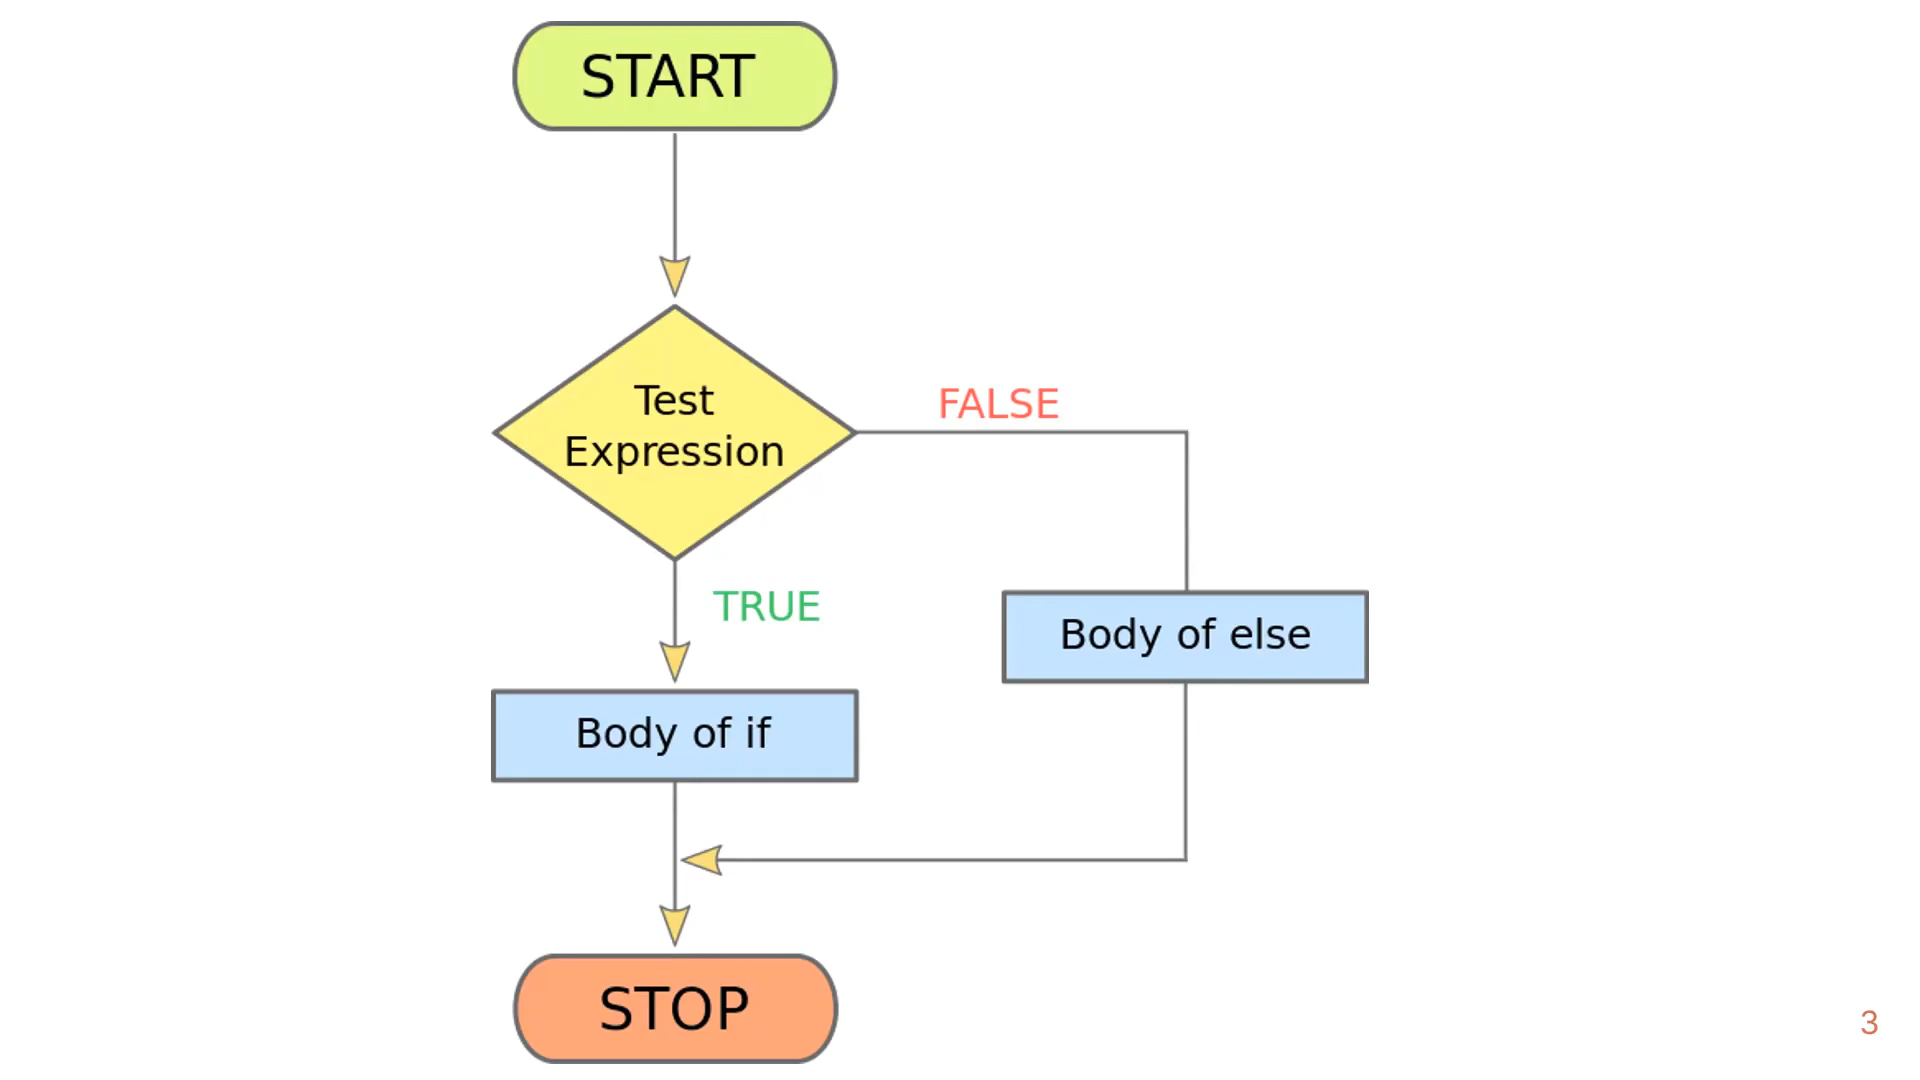 START
Test
Expression
FALSE
TRUE
Body of else
Body of if
STOP
3